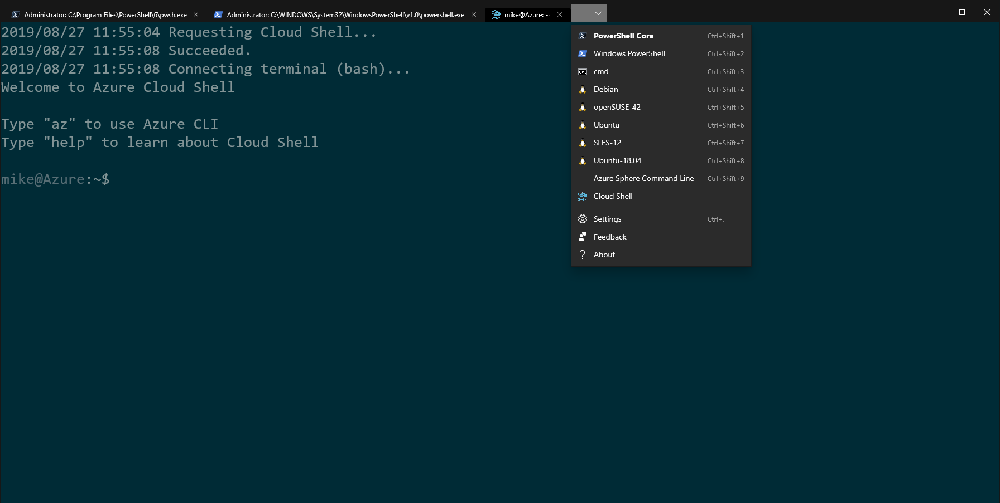 Administrator: C:\Program Files\PowerShell\6\pwsh.exe
Administrator: C:\WINDOWS\System32\WindowsPowerShell\v1.0\powershell.exe
mike@Azure: ~
2019/08/27 11:55:04 Requesting Cloud Shell...
2019/08/27 11:55:08 Succeeded.
2019/08/27 11:55:08 Connecting terminal (bash)...
Welcome to Azure Cloud Shell
Type "az" to use Azure CLI
Type "help" to learn about Cloud Shell
mike@Azure:~$
PowerShell Core Ctrl+Shift+1
Windows PowerShell Ctrl+Shift+2
cmd Ctrl+Shift+3
Debian Ctrl+Shift+4
openSUSE-42 Ctrl+Shift+5
Ubuntu Ctrl+Shift+6
SLES-12 Ctrl+Shift+7
Ubuntu-18.04 Ctrl+Shift+8
Azure Sphere Command Line Ctrl+Shift+9
Cloud Shell
Settings Ctrl+,
Feedback
About